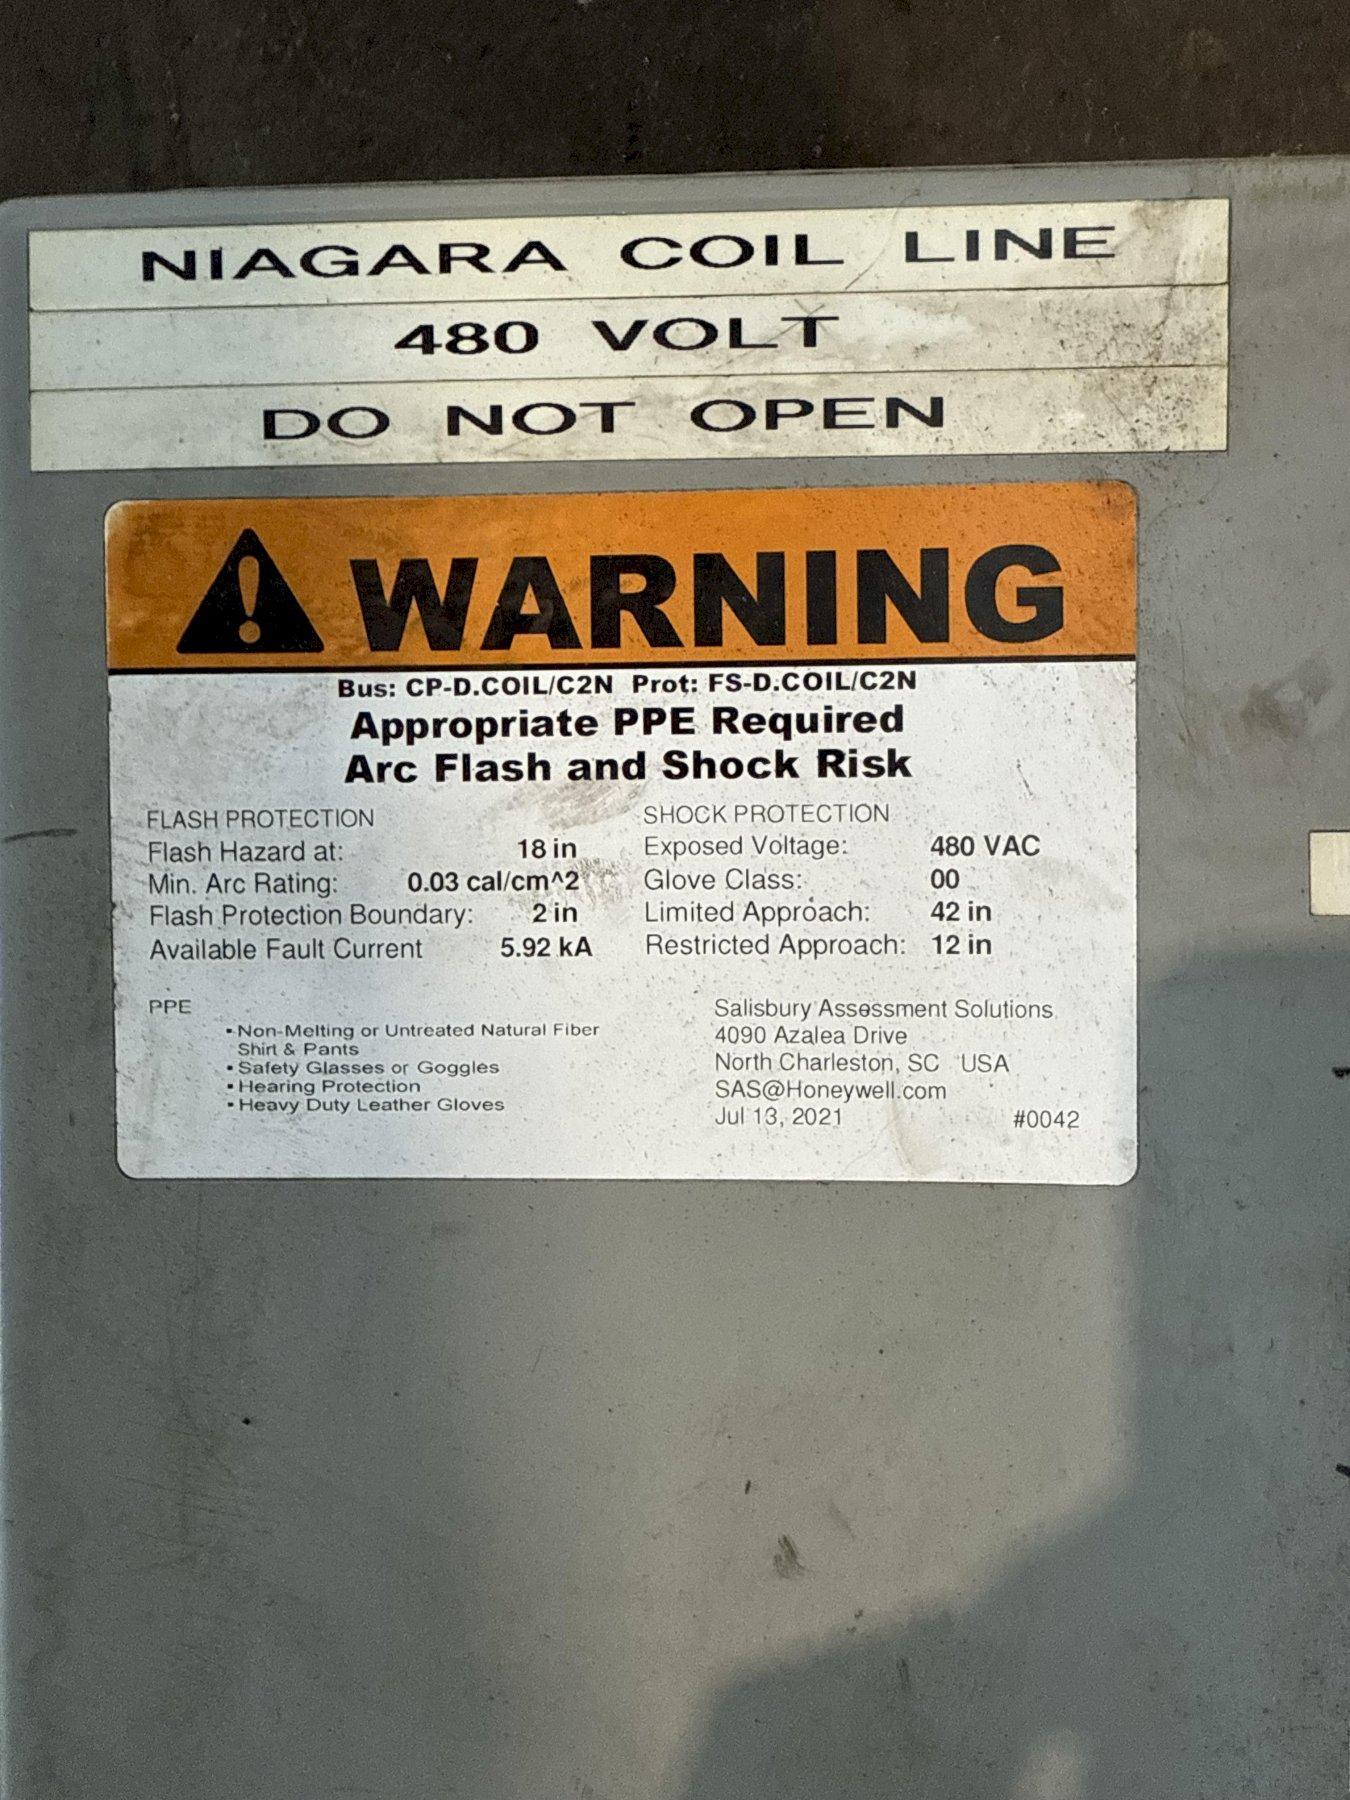 NIAGARA COIL LINE
480 VOLT
DO NOT OPEN
WARNING
Bus: CP-D.COIL/C2N Prot: FS-D.COIL/C2N
Appropriate PPE Required
Arc Flash and Shock Risk
FLASH PROTECTION
Flash Hazard at: 18 in
Min. Arc Rating: 0.03 cal/cm^2
Flash Protection Boundary: 2 in
Available Fault Current 5.92 kA
SHOCK PROTECTION
Exposed Voltage: 480 VAC
Glove Class: 00
Limited Approach: 42 in
Restricted Approach: 12 in
PPE
• Non-Melting or Untreated Natural Fiber
Shirt & Pants
• Safety Glasses or Goggles
• Hearing Protection
• Heavy Duty Leather Gloves
Salisbury Assessment Solutions
4090 Azalea Drive
North Charleston, SC USA
SAS@Honeywell.com
Jul 13, 2021 #0042